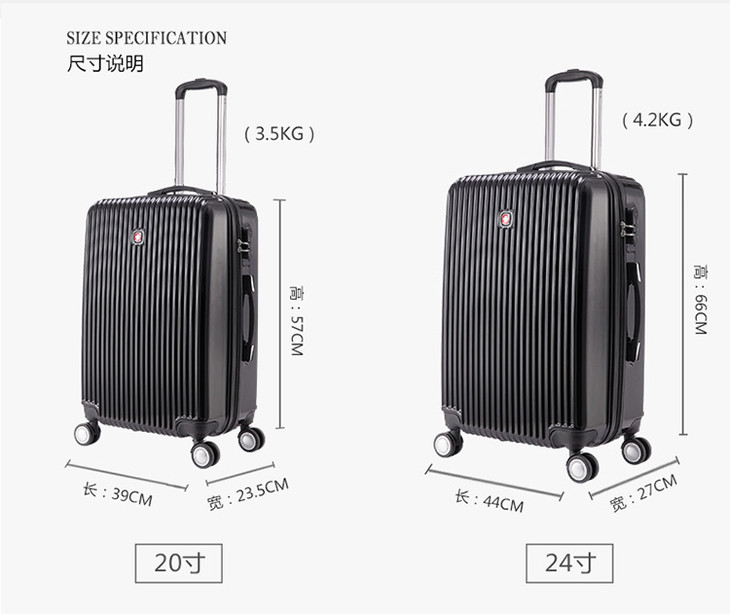 SIZE SPECIFICATION
尺寸说明
（3.5KG）
（4.2KG）
高：57CM
高：66CM
长：39CM
宽：23.5CM
长：44CM
宽：27CM
20寸
24寸